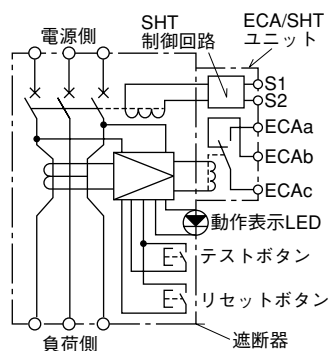 電源側
SHT
制御回路
ECA/SHT
ユニット
S1
S2
ECAa
ECAb
ECAc
動作表示LED
テストボタン
リセットボタン
負荷側
遮断器